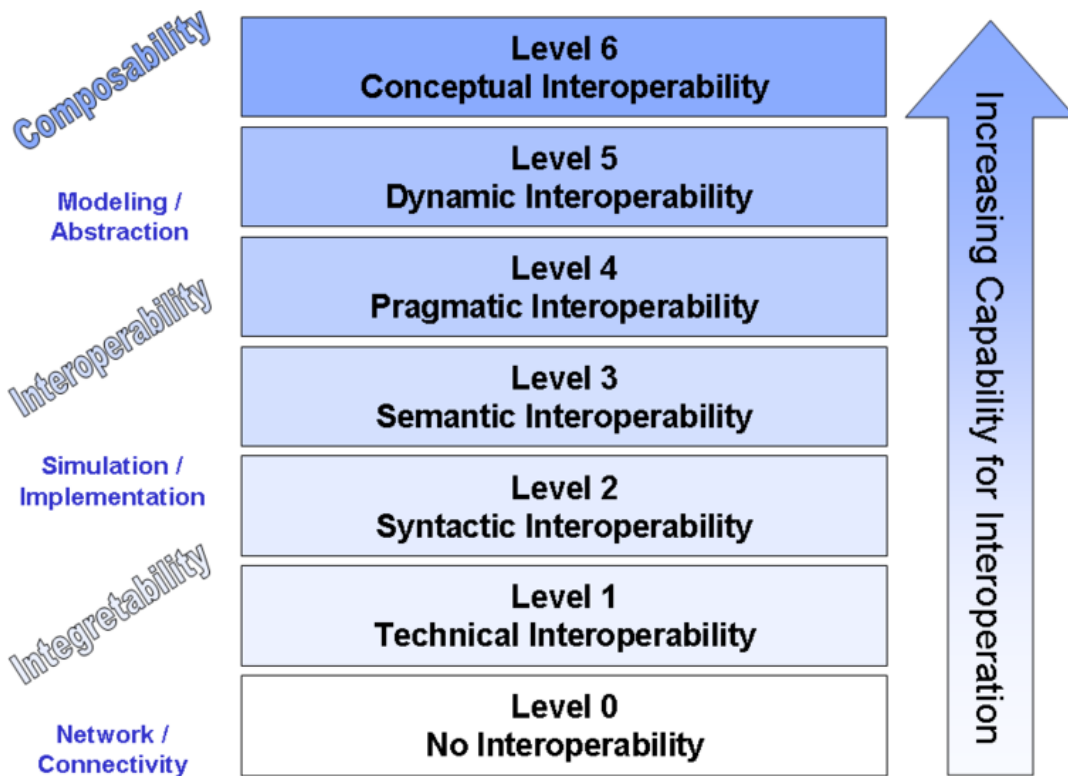 Composability
Level 6
Conceptual Interoperability
Level 5
Dynamic Interoperability
Modeling /
Abstraction
Level 4
Pragmatic Interoperability
Interoperability
Level 3
Semantic Interoperability
Simulation /
Implementation
Level 2
Syntactic Interoperability
Integretability
Level 1
Technical Interoperability
Level 0
No Interoperability
Network /
Connectivity
Increasing Capability for Interoperation